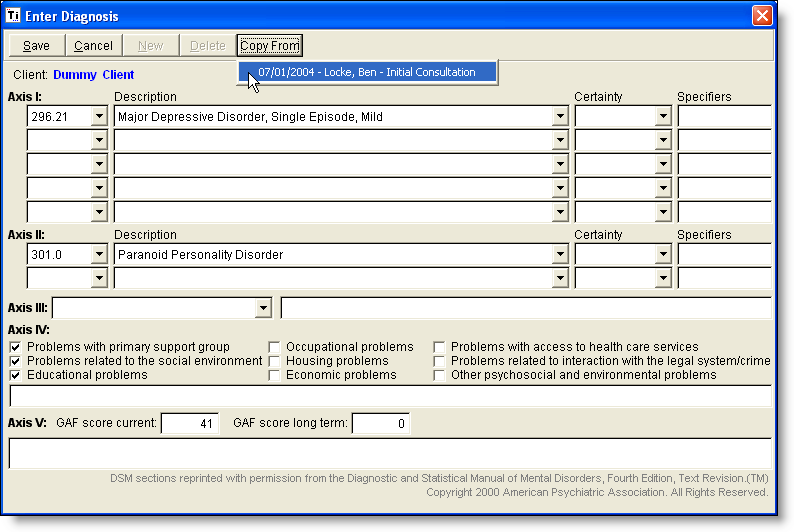 Ti Enter Diagnosis
Save Cancel New Delete Copy From
07/01/2004 - Locke, Ben - Initial Consultation
Client: Dummy Client
Axis I: Description Certainty Specifiers
296.21 Major Depressive Disorder, Single Episode, Mild
Axis II: Description Certainty Specifiers
301.0 Paranoid Personality Disorder
Axis III:
Axis IV:
Problems with primary support group Occupational problems Problems with access to health care services
Problems related to the social environment Housing problems Problems related to interaction with the legal system/crime
Educational problems Economic problems Other psychosocial and environmental problems
Axis V: GAF score current: 41 GAF score long term: 0
DSM sections reprinted with permission from the Diagnostic and Statistical Manual of Mental Disorders, Fourth Edition, Text Revision.(TM)
Copyright 2000 American Psychiatric Association. All Rights Reserved.